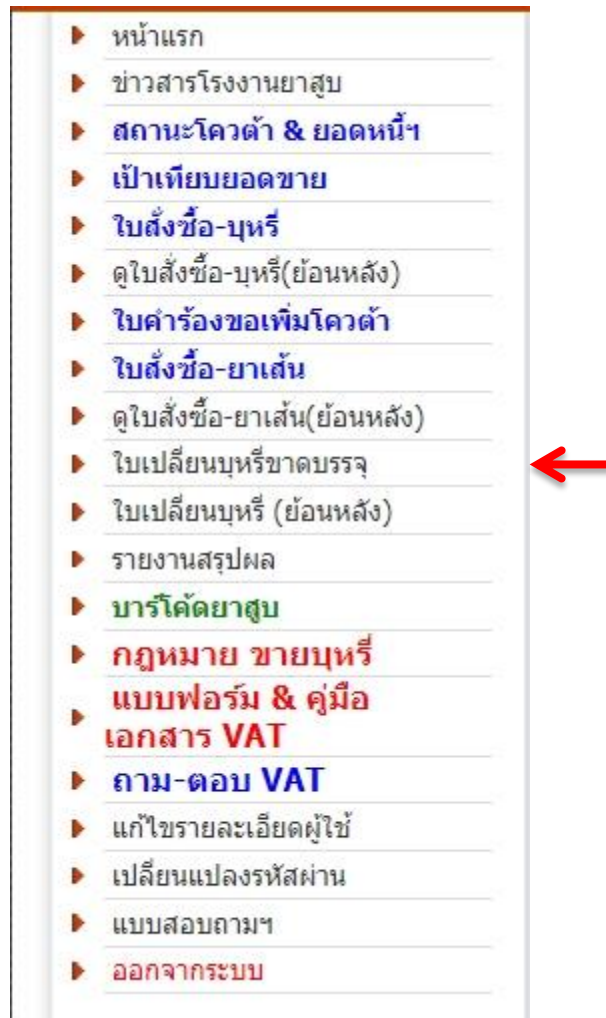 หน้าแรก
ข่าวสารโรงงานยาสูบ
สถานะโควต้า & ยอดหนี้ฯ
เป้าเทียบยอดขาย
ใบสั่งซื้อ-บุหรี่
ดูใบสั่งซื้อ-บุหรี่(ย้อนหลัง)
ใบคำร้องขอเพิ่มโควต้า
ใบสั่งซื้อ-ยาเส้น
ดูใบสั่งซื้อ-ยาเส้น(ย้อนหลัง)
ใบเปลี่ยนบุหรี่ขาดบรรจุ
ใบเปลี่ยนบุหรี่ (ย้อนหลัง)
รายงานสรุปผล
บาร์โค้ดยาสูบ
กฎหมาย ขายบุหรี่
แบบฟอร์ม & คู่มือ
เอกสาร VAT
ถาม-ตอบ VAT
แก้ไขรายละเอียดผู้ใช้
เปลี่ยนแปลงรหัสผ่าน
แบบสอบถามฯ
ออกจากระบบ